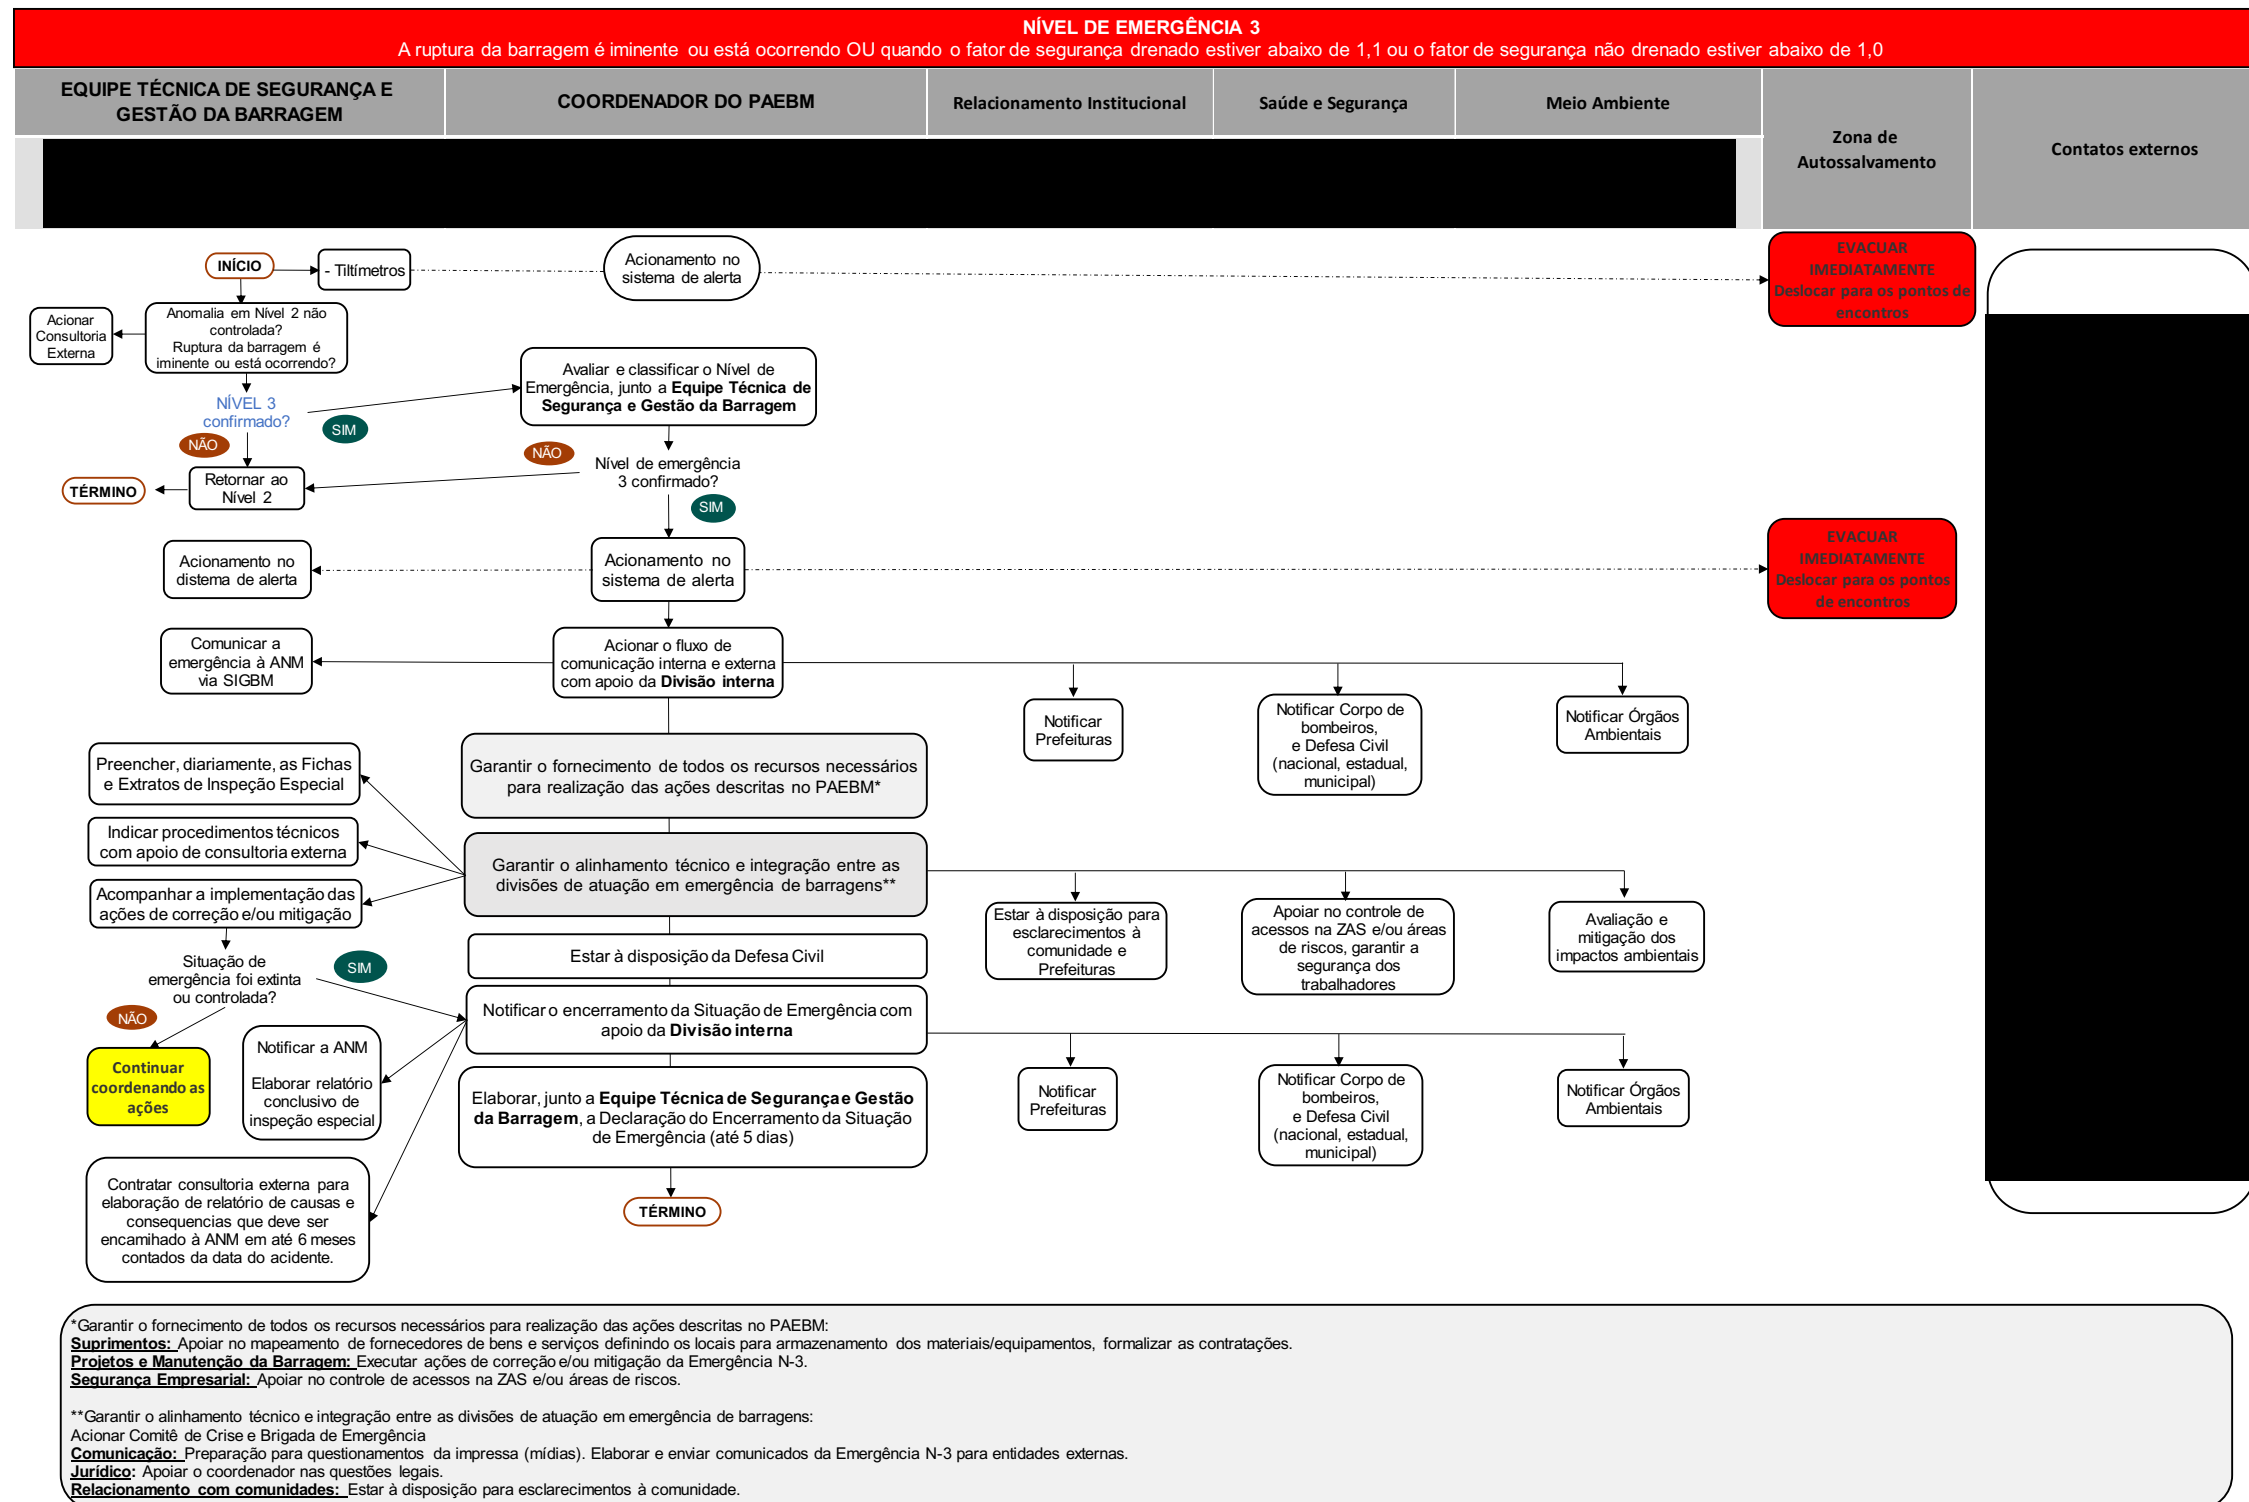 NÍVEL DE EMERGÊNCIA 3
A ruptura da barragem é iminente ou está ocorrendo OU quando o fator de segurança drenado estiver abaixo de 1,1 ou o fator de segurança não drenado estiver abaixo de 1,0
EQUIPE TÉCNICA DE SEGURANÇA E
GESTÃO DA BARRAGEM
COORDENADOR DO PAEBM
Relacionamento Institucional
Saúde e Segurança
Meio Ambiente
Zona de
Autossalvamento
Contatos externos
INÍCIO
- Tiltímetros
Acionamento no
sistema de alerta
EVACUAR
IMEDIATAMENTE
Deslocar para os pontos de
encontros
Acionar
Consultoria
Externa
Anomalia em Nível 2 não
controlada?
Ruptura da barragem é
iminente ou está ocorrendo?
Avaliar e classificar o Nível de
Emergência, junto a Equipe Técnica de
Segurança e Gestão da Barragem
NÍVEL 3
confirmado?
SIM
NÃO
NÃO
Nível de emergência
3 confirmado?
TÉRMINO
Retornar ao
Nível 2
SIM
Acionamento no
distema de alerta
Acionamento no
sistema de alerta
EVACUAR
IMEDIATAMENTE
Deslocar para os pontos
de encontros
Comunicar a
emergência à ANM
via SIGBM
Acionar o fluxo de
comunicação interna e externa
com apoio da Divisão interna
Notificar
Prefeituras
Notificar Corpo de
bombeiros,
e Defesa Civil
(nacional, estadual,
municipal)
Notificar Órgãos
Ambientais
Preencher, diariamente, as Fichas
e Extratos de Inspeção Especial
Garantir o fornecimento de todos os recursos necessários
para realização das ações descritas no PAEBM*
Indicar procedimentos técnicos
com apoio de consultoria externa
Garantir o alinhamento técnico e integração entre as
divisões de atuação em emergência de barragens**
Acompanhar a implementação das
ações de correção e/ou mitigação
Estar à disposição para
esclarecimentos à
comunidade e
Prefeituras
Apoiar no controle de
acessos na ZAS e/ou áreas
de riscos, garantir a
segurança dos
trabalhadores
Avaliação e
mitigação dos
impactos ambientais
Situação de
emergência foi extinta
ou controlada?
SIM
NÃO
Estar à disposição da Defesa Civil
Notificar o encerramento da Situação de Emergência com
apoio da Divisão interna
Continuar
coordenando as
ações
Notificar a ANM
Elaborar relatório
conclusivo de
inspeção especial
Elaborar, junto a Equipe Técnica de Segurança e Gestão
da Barragem, a Declaração do Encerramento da Situação
de Emergência (até 5 dias)
Notificar
Prefeituras
Notificar Corpo de
bombeiros,
e Defesa Civil
(nacional, estadual,
municipal)
Notificar Órgãos
Ambientais
Contratar consultoria externa para
elaboração de relatório de causas e
consequencias que deve ser
encamihado à ANM em até 6 meses
contados da data do acidente.
TÉRMINO
*Garantir o fornecimento de todos os recursos necessários para realização das ações descritas no PAEBM:
Suprimentos: Apoiar no mapeamento de fornecedores de bens e serviços definindo os locais para armazenamento dos materiais/equipamentos, formalizar as contratações.
Projetos e Manutenção da Barragem: Executar ações de correção e/ou mitigação da Emergência N-3.
Segurança Empresarial: Apoiar no controle de acessos na ZAS e/ou áreas de riscos.
**Garantir o alinhamento técnico e integração entre as divisões de atuação em emergência de barragens:
Acionar Comitê de Crise e Brigada de Emergência
Comunicação: Preparação para questionamentos da impressa (mídias). Elaborar e enviar comunicados da Emergência N-3 para entidades externas.
Jurídico: Apoiar o coordenador nas questões legais.
Relacionamento com comunidades: Estar à disposição para esclarecimentos à comunidade.